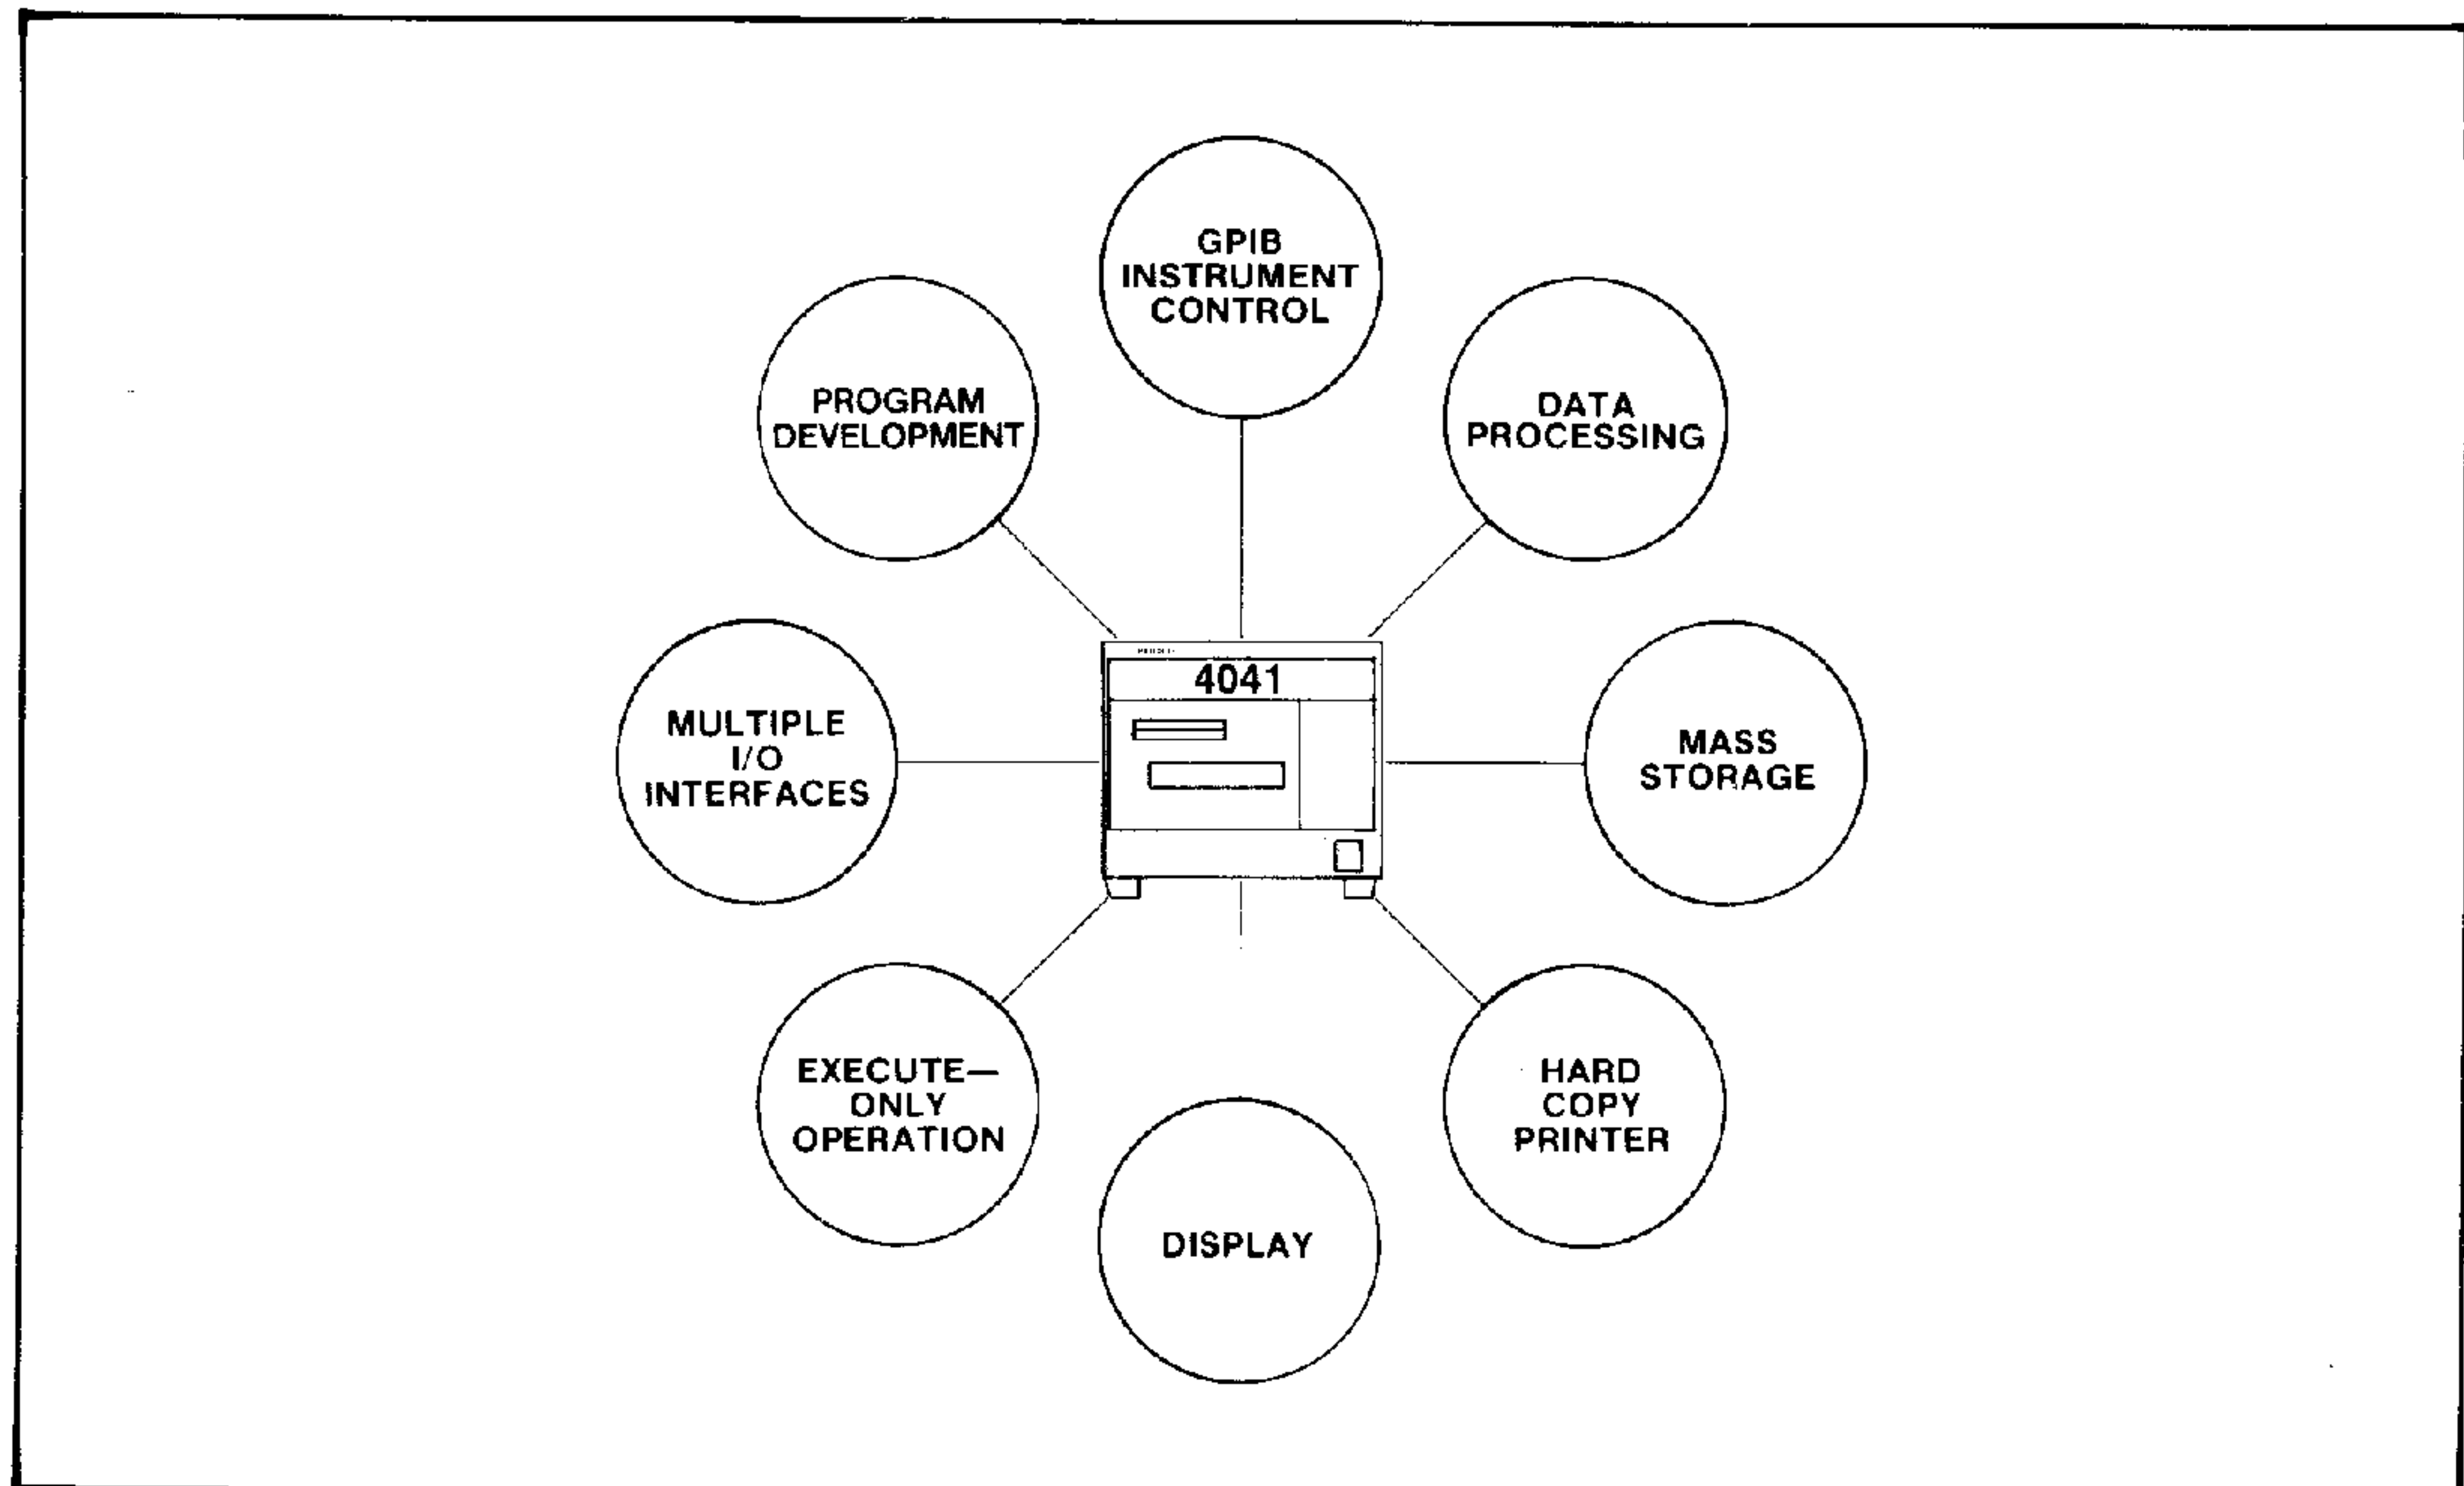 GPIB
INSTRUMENT
CONTROL
PROGRAM
DEVELOPMENT
DATA
PROCESSING
4041
MULTIPLE
I/O
INTERFACES
MASS
STORAGE
EXECUTE—
ONLY
OPERATION
HARD
COPY
PRINTER
DISPLAY